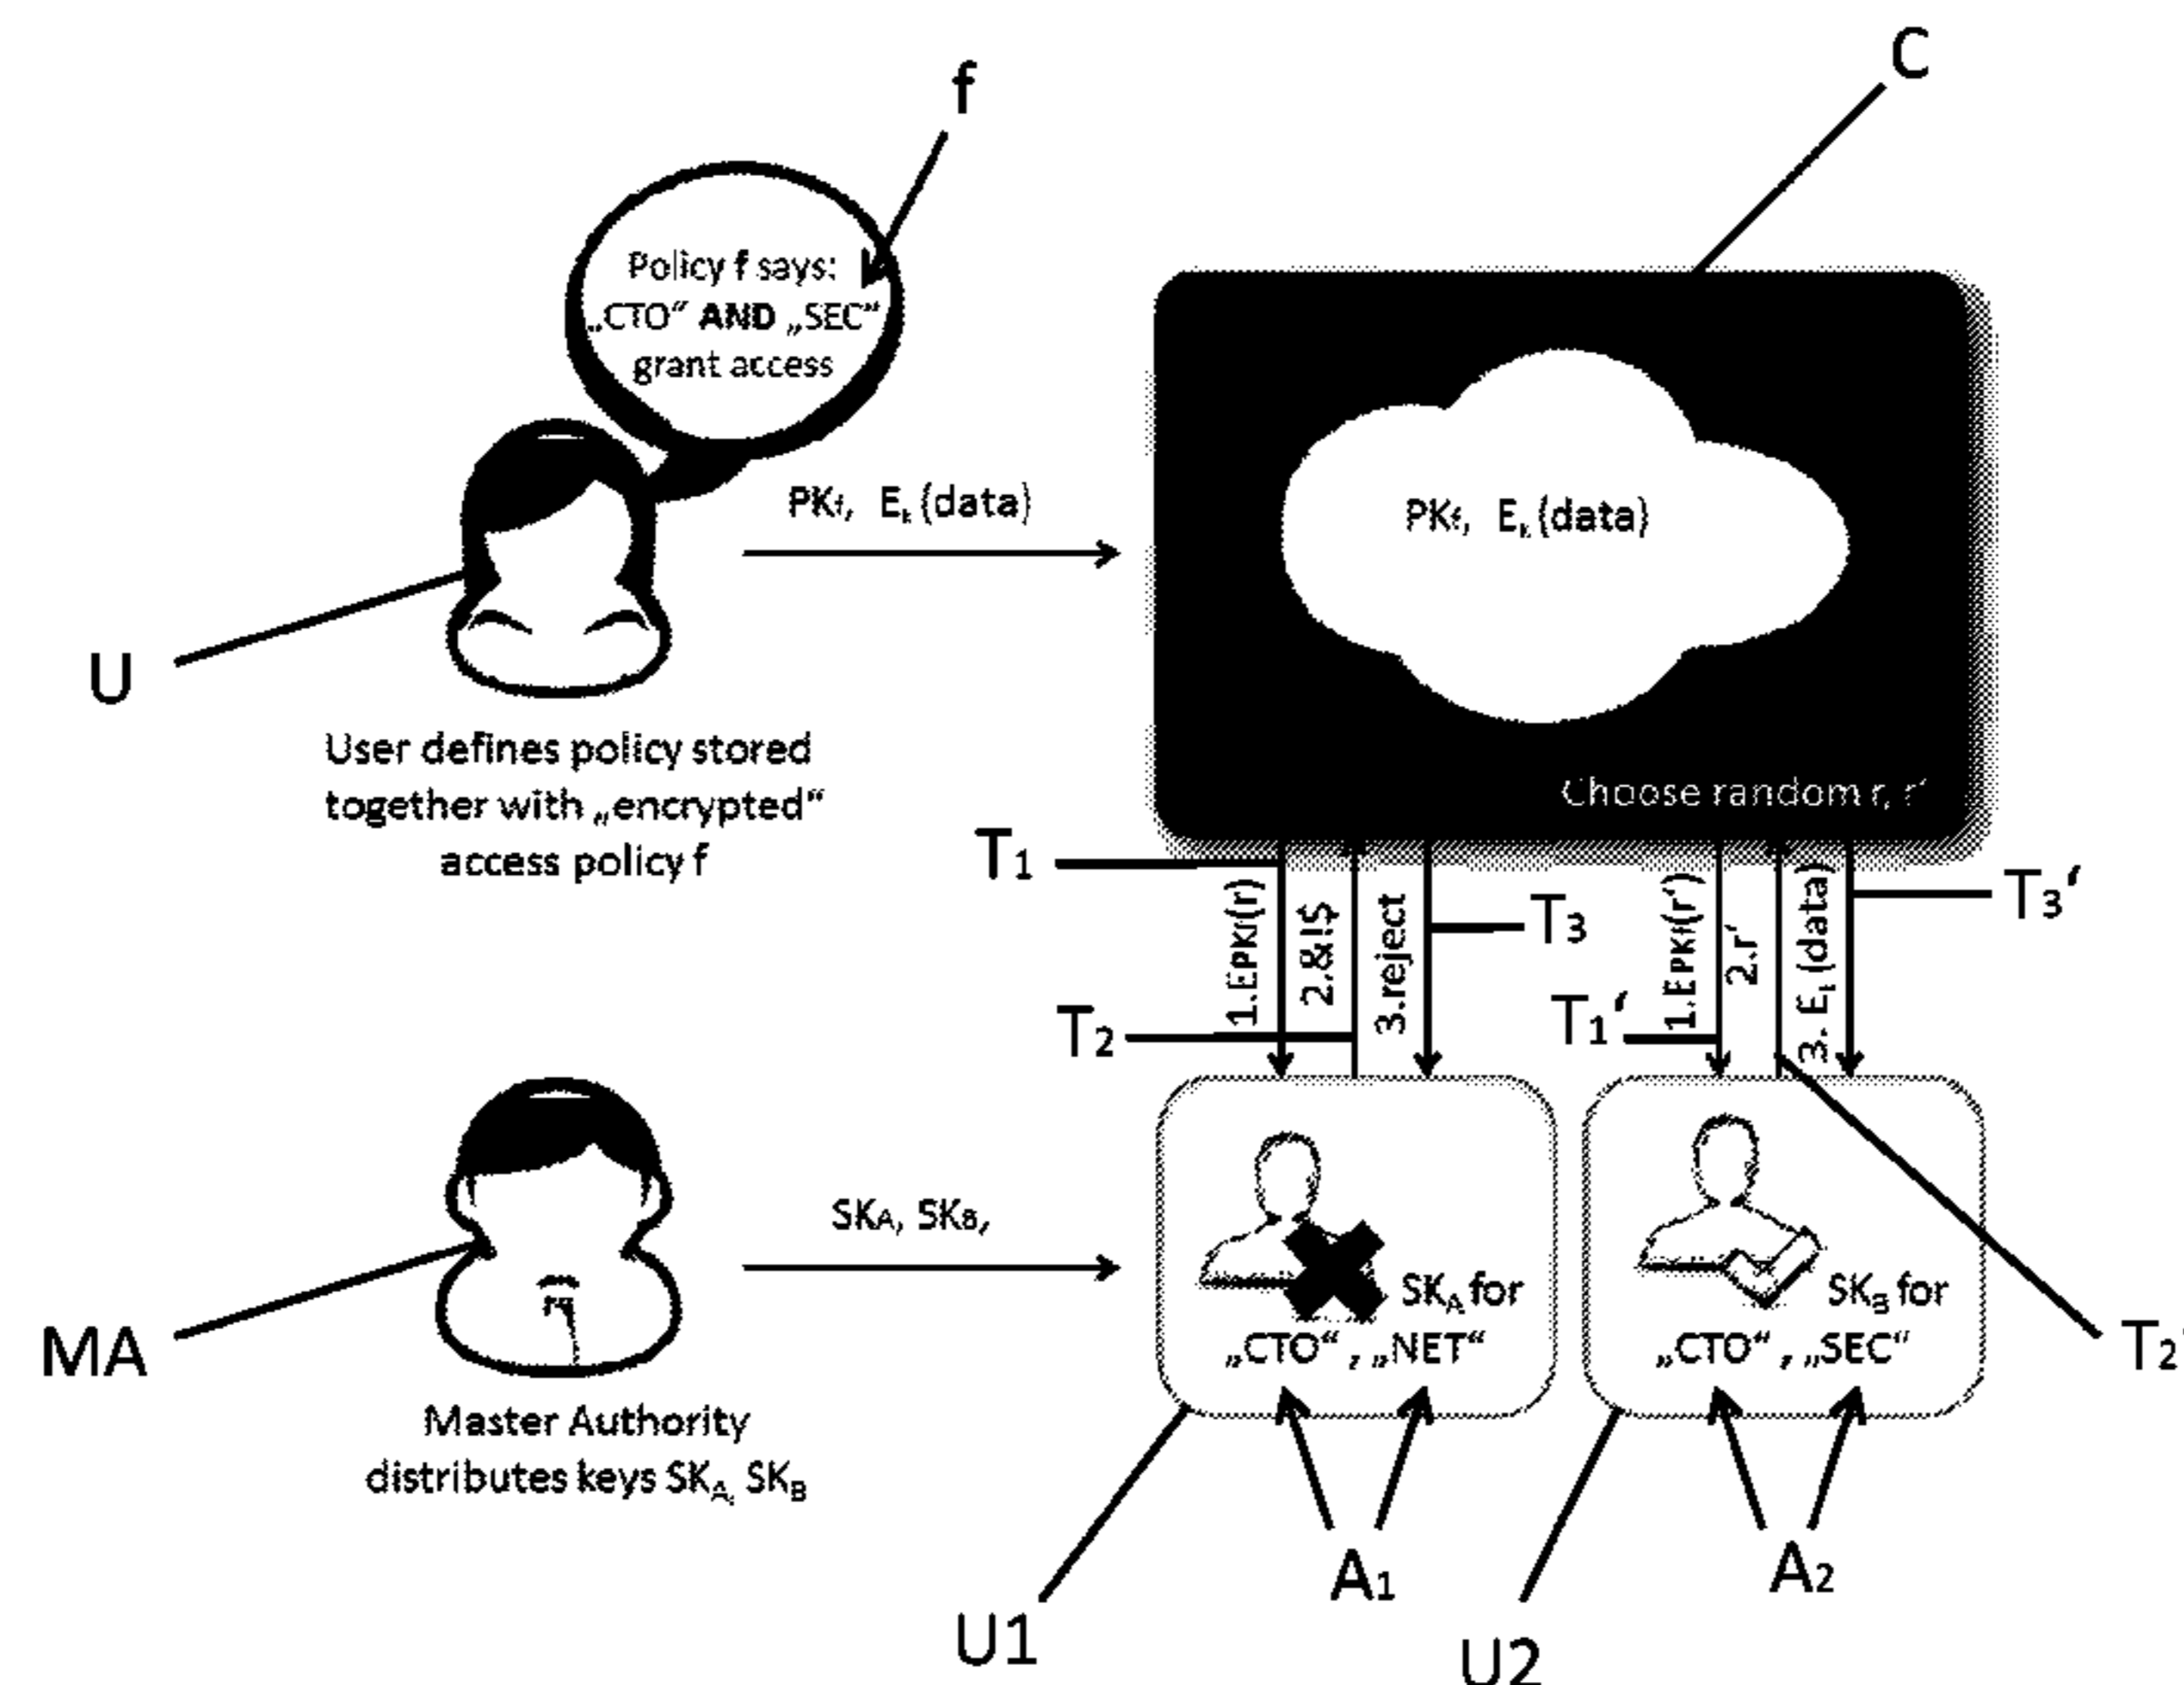 f
C
Policy f says:
„CTO“ AND „SEC“
grant access
PKf, Ek (data)
PKf, Ek (data)
U
User defines policy stored
together with „encrypted“
access policy f
Choose random r, r'
T1
1.EPKf(r)
2.&!$
3.reject
T3
T2
1.EPKf(r')
2.r'
3. Ek (data)
T3‘
T1‘
SKA, SKB,
MA
Master Authority
distributes keys SKA, SKB
SKA for
„CTO“, „NET“
SKB for
„CTO“, „SEC“
T2‘
A1
A2
U1
U2